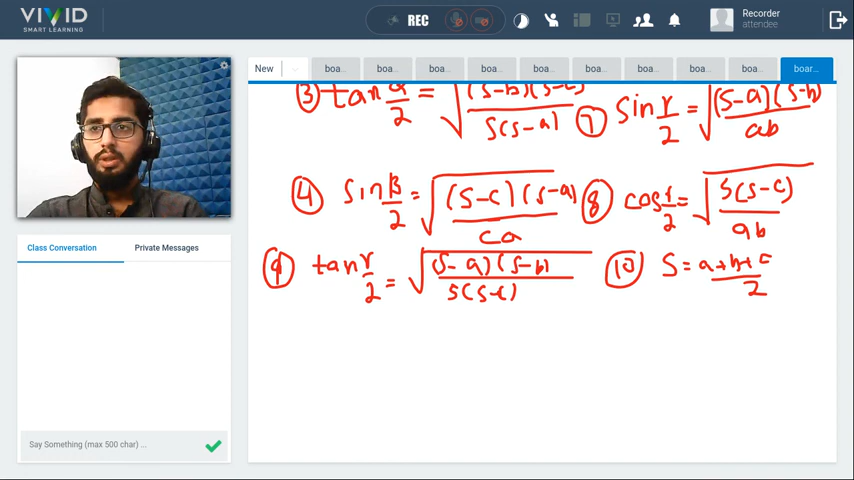 VIVID
SMART LEARNING
REC
Recorder
attendee
New
boa...
boa...
boa...
boa...
boa...
boa...
boa...
boa...
boa...
boar...
③ tan α/2 = √((s-b)(s-c)/s(s-a))
⑦ sin γ/2 = √((s-a)(s-b)/ab)
④ sin β/2 = √((s-c)(s-a)/ca)
⑧ cos γ/2 = √(s(s-c)/ab)
⑨ tan γ/2 = √((s-a)(s-b)/s(s-c))
⑩ S = a+b+c/2
Class Conversation
Private Messages
Say Something (max 500 char) ...